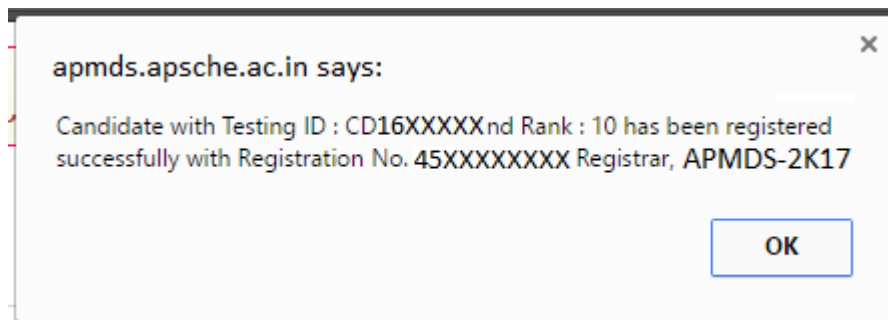 apmds.apsche.ac.in says:
Candidate with Testing ID : CD16XXXXXnd Rank : 10 has been registered
successfully with Registration No. 45XXXXXXXX Registrar, APMDS-2K17
OK